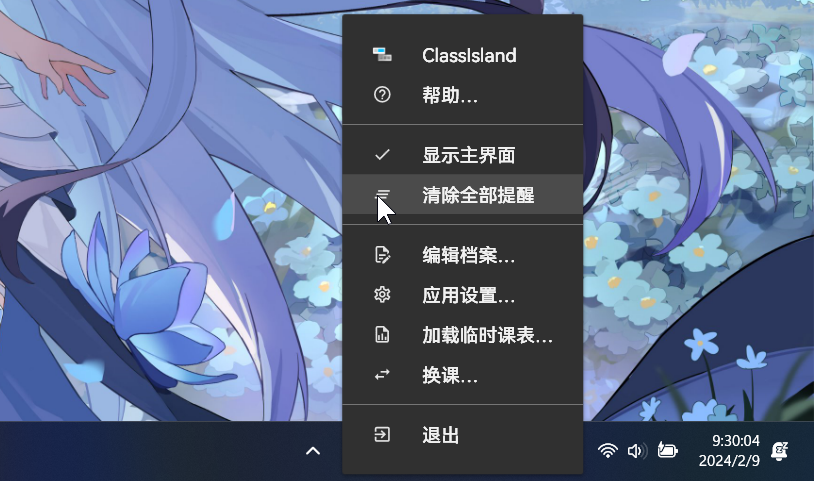 ClassIsland
帮助...
显示主界面
清除全部提醒
编辑档案...
应用设置...
加载临时课表...
换课...
退出
9:30:04
2024/2/9